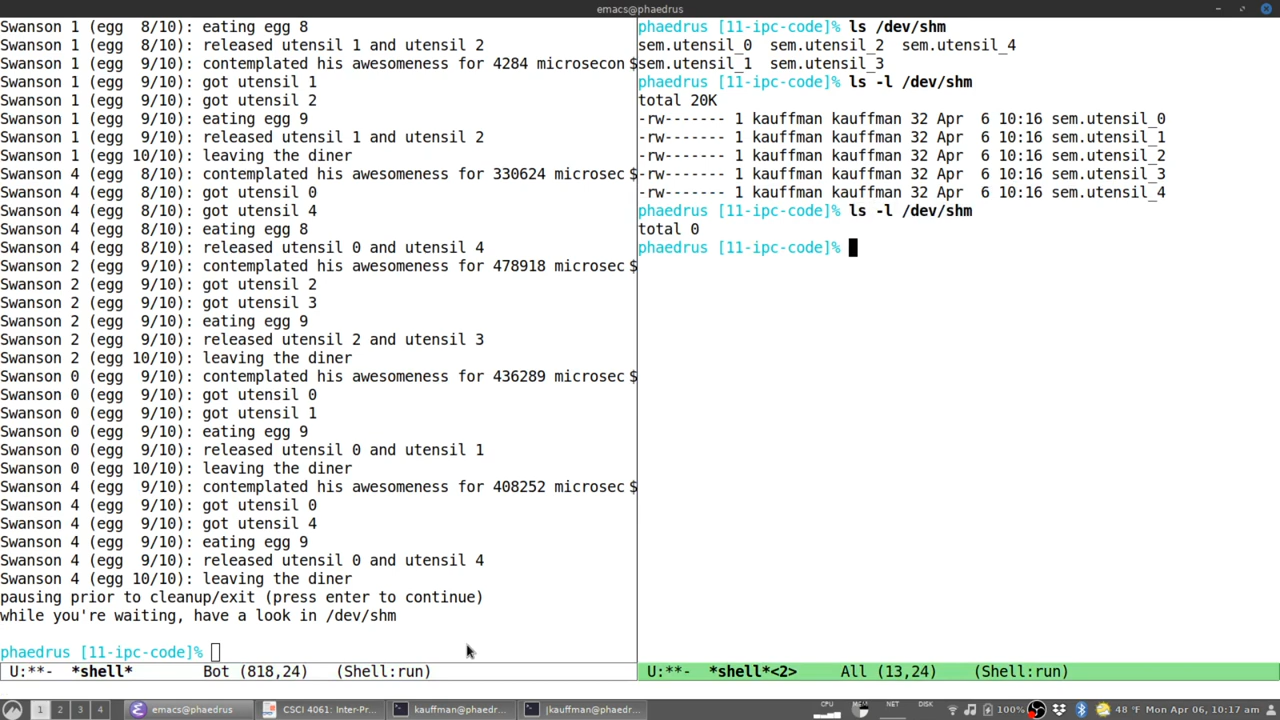 emacs@phaedrus
Swanson 1 (egg  8/10): eating egg 8
Swanson 1 (egg  8/10): released utensil 1 and utensil 2
Swanson 1 (egg  9/10): contemplated his awesomeness for 4284 microsecon$
Swanson 1 (egg  9/10): got utensil 1
Swanson 1 (egg  9/10): got utensil 2
Swanson 1 (egg  9/10): eating egg 9
Swanson 1 (egg  9/10): released utensil 1 and utensil 2
Swanson 1 (egg 10/10): leaving the diner
Swanson 4 (egg  8/10): contemplated his awesomeness for 330624 microsec$
Swanson 4 (egg  8/10): got utensil 0
Swanson 4 (egg  8/10): got utensil 4
Swanson 4 (egg  8/10): eating egg 8
Swanson 4 (egg  8/10): released utensil 0 and utensil 4
Swanson 2 (egg  9/10): contemplated his awesomeness for 478918 microsec$
Swanson 2 (egg  9/10): got utensil 2
Swanson 2 (egg  9/10): got utensil 3
Swanson 2 (egg  9/10): eating egg 9
Swanson 2 (egg  9/10): released utensil 2 and utensil 3
Swanson 2 (egg 10/10): leaving the diner
Swanson 0 (egg  9/10): contemplated his awesomeness for 436289 microsec$
Swanson 0 (egg  9/10): got utensil 0
Swanson 0 (egg  9/10): got utensil 1
Swanson 0 (egg  9/10): eating egg 9
Swanson 0 (egg  9/10): released utensil 0 and utensil 1
Swanson 0 (egg 10/10): leaving the diner
Swanson 4 (egg  9/10): contemplated his awesomeness for 408252 microsec$
Swanson 4 (egg  9/10): got utensil 0
Swanson 4 (egg  9/10): got utensil 4
Swanson 4 (egg  9/10): eating egg 9
Swanson 4 (egg  9/10): released utensil 0 and utensil 4
Swanson 4 (egg 10/10): leaving the diner
pausing prior to cleanup/exit (press enter to continue)
while you're waiting, have a look in /dev/shm
phaedrus [11-ipc-code]%
U:**-  *shell*      Bot (818,24)   (Shell:run)
phaedrus [11-ipc-code]% ls /dev/shm
sem.utensil_0  sem.utensil_2  sem.utensil_4
sem.utensil_1  sem.utensil_3
phaedrus [11-ipc-code]% ls -l /dev/shm
total 20K
-rw------- 1 kauffman kauffman 32 Apr  6 10:16 sem.utensil_0
-rw------- 1 kauffman kauffman 32 Apr  6 10:16 sem.utensil_1
-rw------- 1 kauffman kauffman 32 Apr  6 10:16 sem.utensil_2
-rw------- 1 kauffman kauffman 32 Apr  6 10:16 sem.utensil_3
-rw------- 1 kauffman kauffman 32 Apr  6 10:16 sem.utensil_4
phaedrus [11-ipc-code]% ls -l /dev/shm
total 0
phaedrus [11-ipc-code]%
U:**-  *shell*<2>     All (13,24)    (Shell:run)
1 2 3 4 emacs@phaedrus CSCI 4061: Inter-Pr... kauffman@phaed... |kauffman@phaedr... CPU MEM NET DISK 100% 48 °F Mon Apr 06, 10:17 am